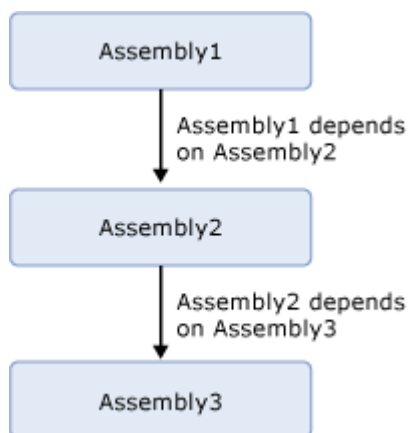 Assembly1
Assembly1 depends
on Assembly2
Assembly2
Assembly2 depends
on Assembly3
Assembly3